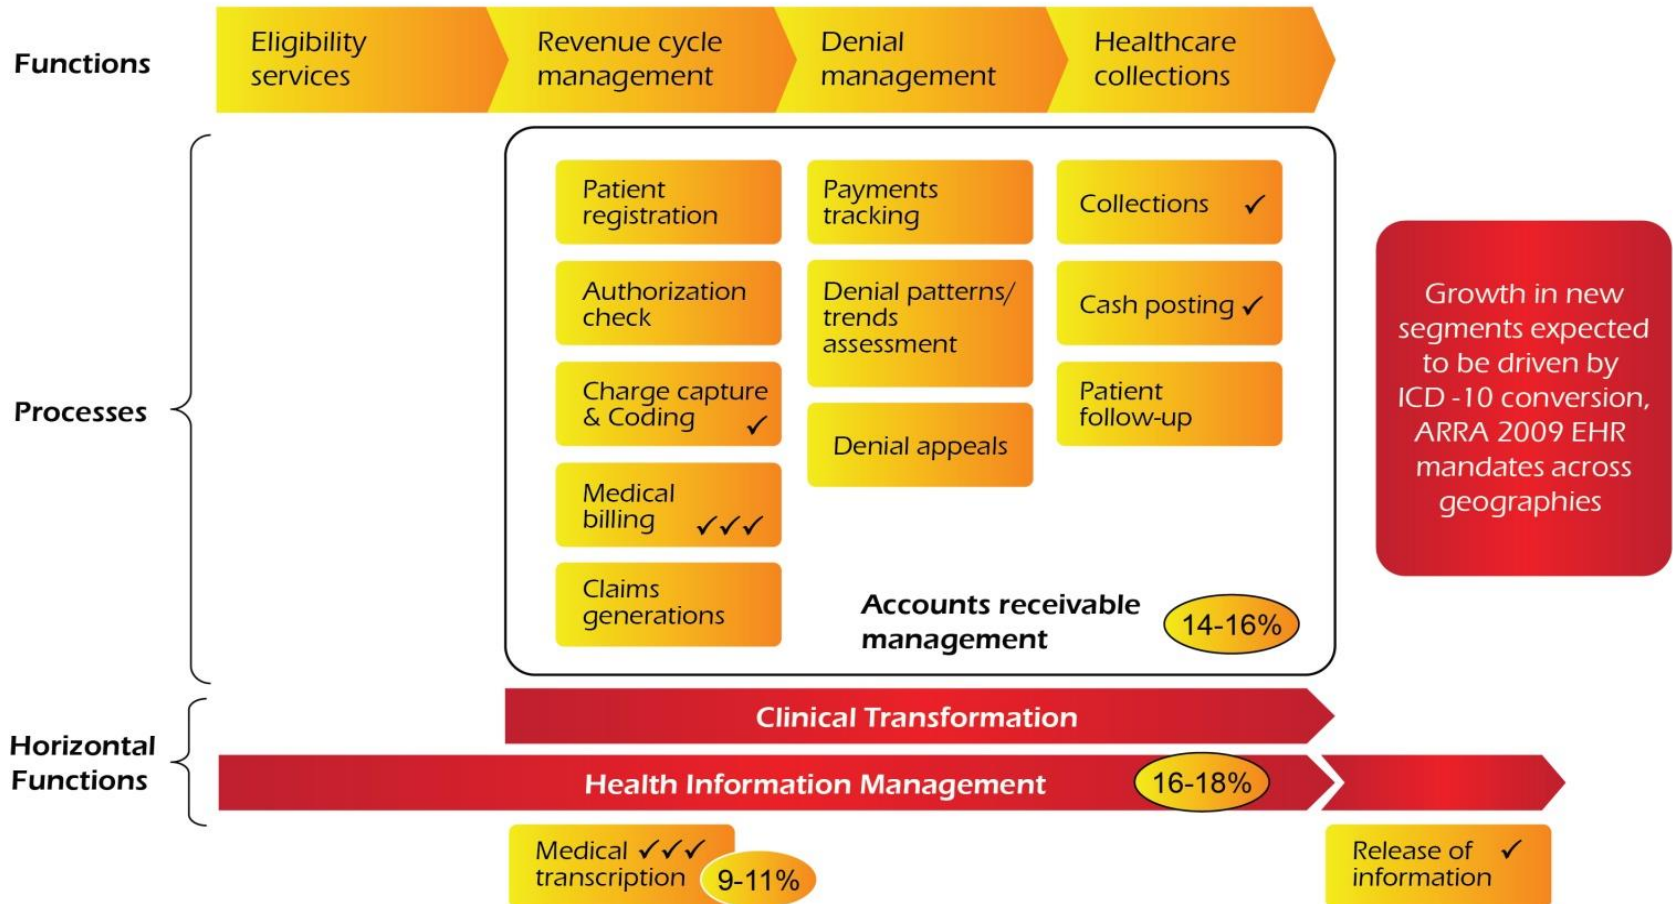 Functions
Eligibility
services
Revenue cycle
management
Denial
management
Healthcare
collections
Processes
Patient
registration
Authorization
check
Charge capture
& Coding ✓
Medical
billing ✓✓✓
Claims
generations
Payments
tracking
Denial patterns/
trends
assessment
Denial appeals
Collections ✓
Cash posting ✓
Patient
follow-up
Accounts receivable
management
14-16%
Growth in new
segments expected
to be driven by
ICD -10 conversion,
ARRA 2009 EHR
mandates across
geographies
Horizontal
Functions
Clinical Transformation
Health Information Management
16-18%
Medical ✓✓✓
transcription
9-11%
Release of ✓
information